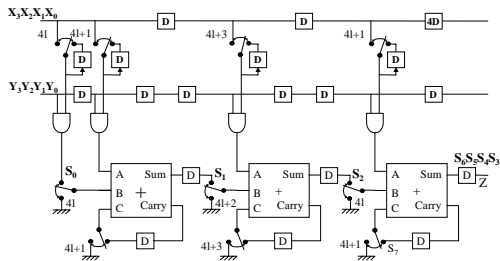 X3X2X1X0
D
4D
4l
4l+1
4l+3
4l+1
D
D
D
D
Y3Y2Y1Y0
D
D
D
D
D
D
S0
4l
A
B
C
Sum
+
Carry
D
S1
4l+2
A
B
C
Sum
+
Carry
D
S2
4l
A
B
C
Sum
+
Carry
S6S5S4S3
D
Z
4l+1
D
4l+3
D
4l+1
S7
D